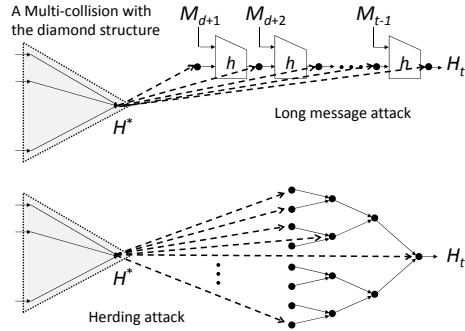 A Multi-collision with
the diamond structure
M_{d+1} M_{d+2} M_{t-1}
h h h H_t
H*
Long message attack
H_t
H*
Herding attack